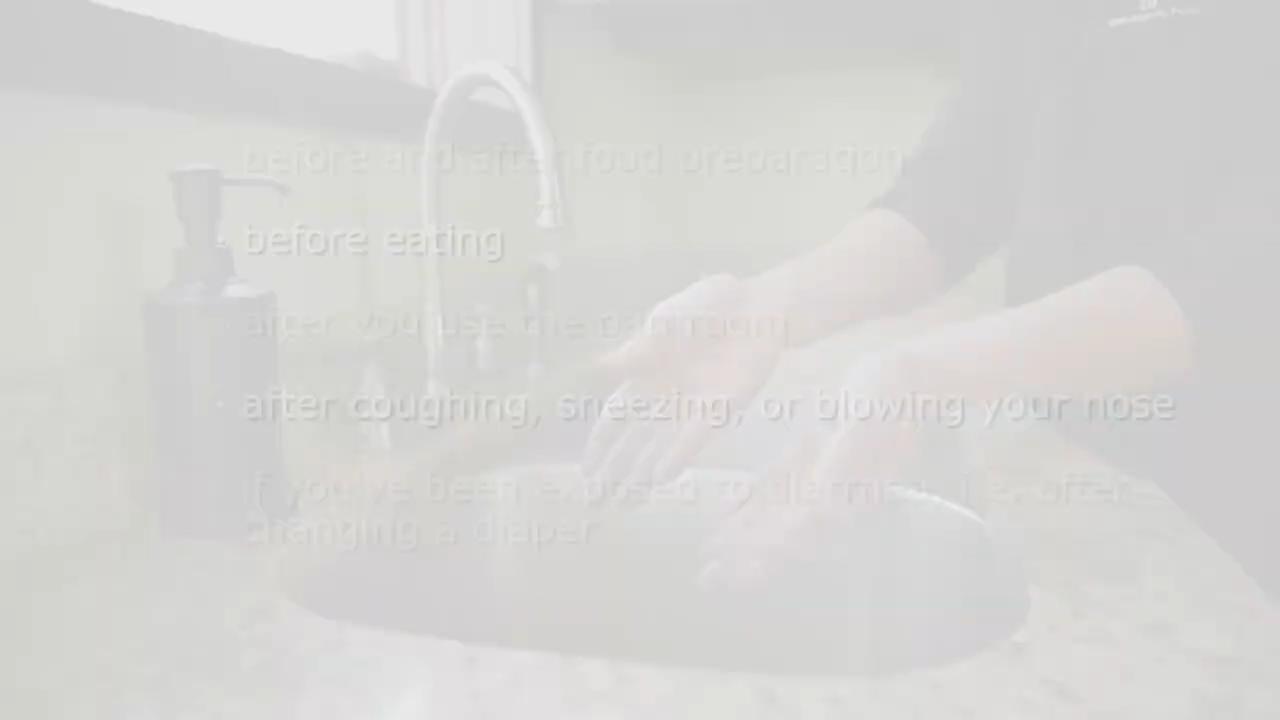 before and after food preparation
before eating
after you use the bathroom
after coughing, sneezing, or blowing your nose
if you've been exposed to germs, i.e. after
changing a diaper